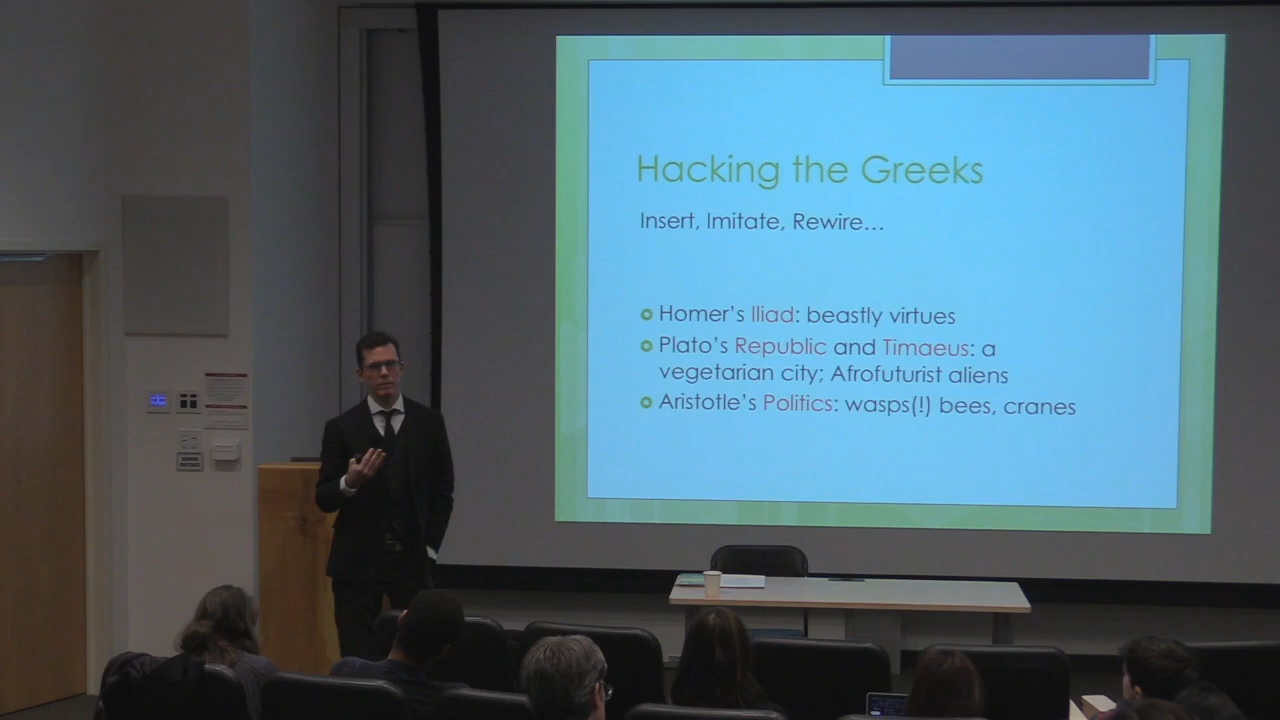 Hacking the Greeks
Insert, Imitate, Rewire…
Homer's Iliad: beastly virtues
Plato's Republic and Timaeus: a
vegetarian city; Afrofuturist aliens
Aristotle's Politics: wasps(!) bees, cranes